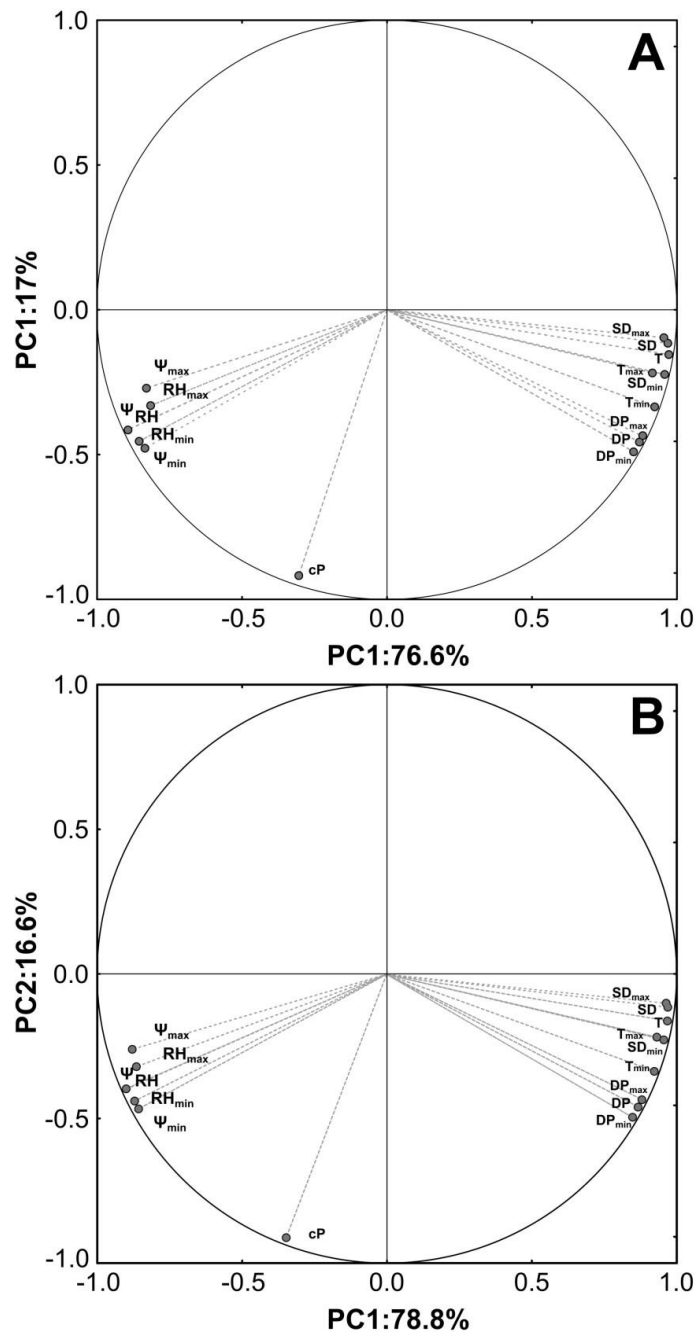 A
1.0
0.5
0.0
-0.5
-1.0
PC1:17%
SDmax
SD
T
Tmax
SDmin
Tmin
DPmax
DP
DPmin
Ψmax
RHmax
Ψ RH
RHmin
Ψmin
cP
-1.0 -0.5 0.0 0.5 1.0
PC1:76.6%
B
1.0
0.5
0.0
-0.5
-1.0
PC2:16.6%
SDmax
SD
T
Tmax
SDmin
Tmin
DPmax
DP
DPmin
Ψmax
RHmax
Ψ RH
RHmin
Ψmin
cP
-1.0 -0.5 0.0 0.5 1.0
PC1:78.8%